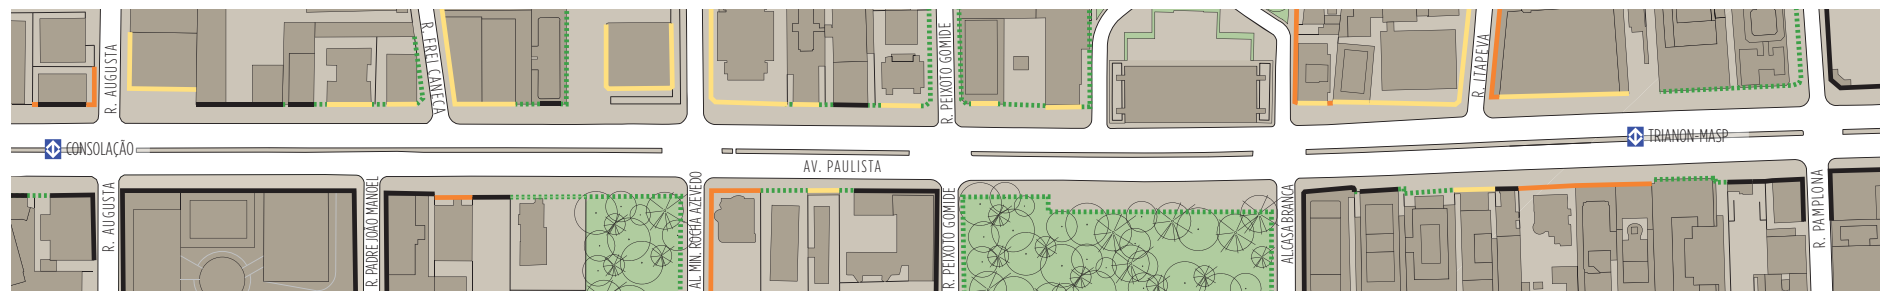 R. AUGUSTA
R. FREI CANECA
R. PEIXOTO GOMIDE
R. ITAPEVA
CONSOLAÇÃO
TRIANON-MASP
AV. PAULISTA
R. AUGUSTA
R. PADRE JOÃO MANOEL
AL. MIN. ROCHA AZEVEDO
R. PEIXOTO GOMIDE
AL.CASA BRANCA
R. PAMPLONA